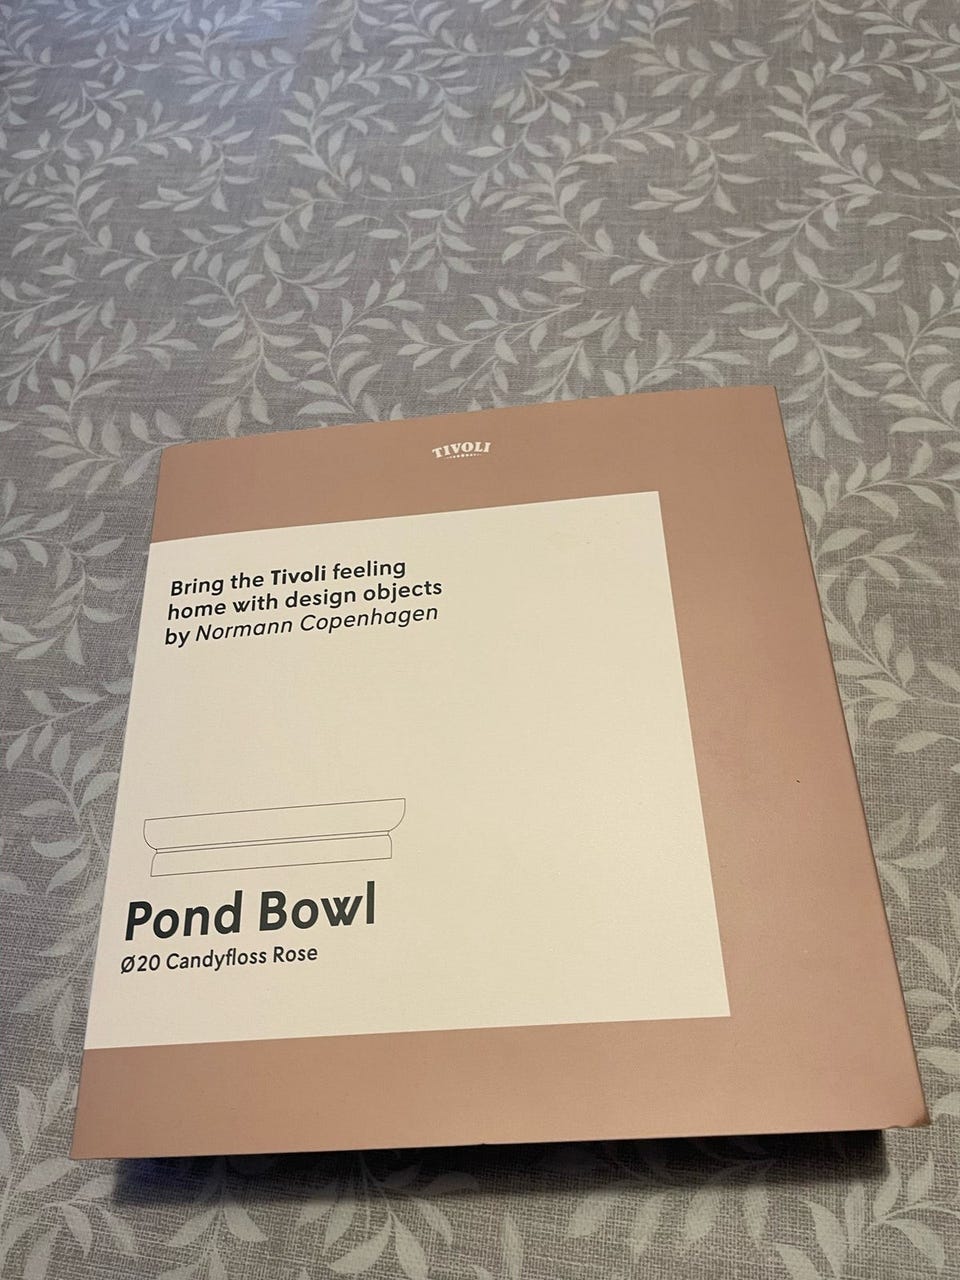 TIVOLI
Bring the Tivoli feeling
home with design objects
by Normann Copenhagen
Pond Bowl
Ø20 Candyfloss Rose